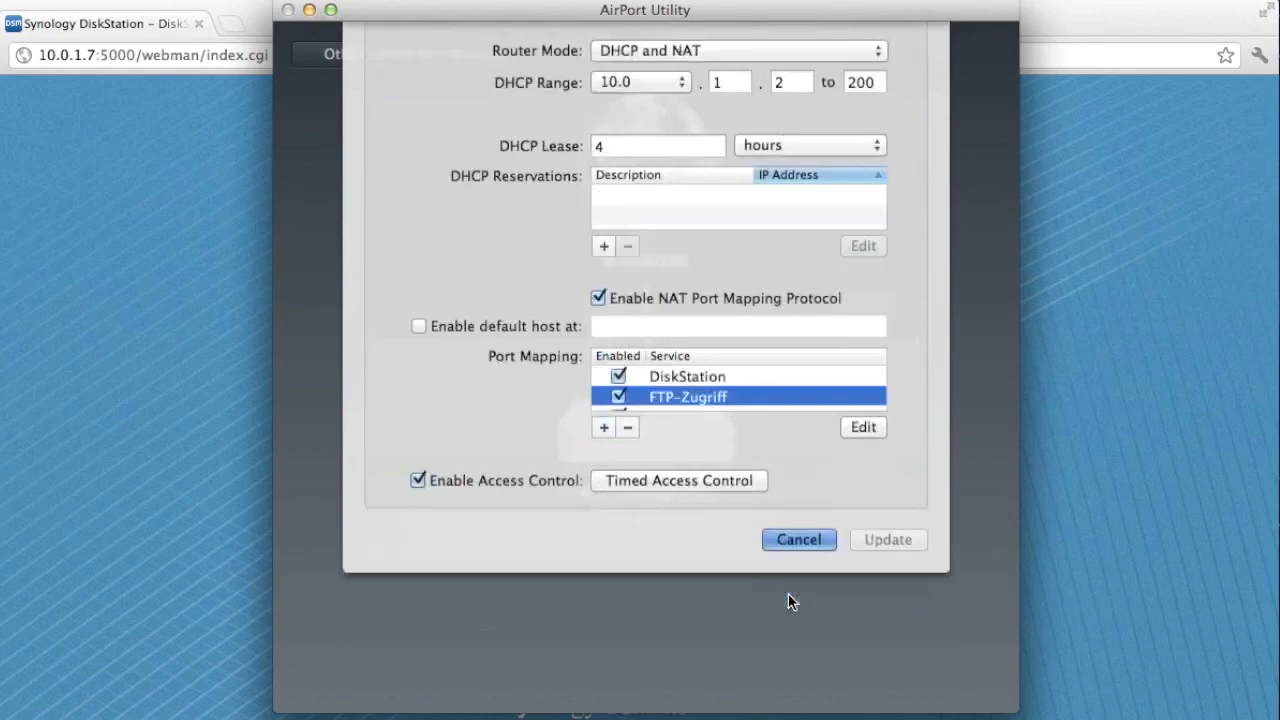 AirPort Utility
DSM Synology DiskStation - Disk
10.0.1.7:5000/webman/index.cgi
Router Mode: DHCP and NAT
DHCP Range: 10.0 . 1 . 2 to 200
DHCP Lease: 4 hours
DHCP Reservations: Description IP Address
+ - Edit
Enable NAT Port Mapping Protocol
Enable default host at:
Port Mapping: Enabled Service
DiskStation
FTP-Zugriff
+ - Edit
Enable Access Control: Timed Access Control
Cancel Update